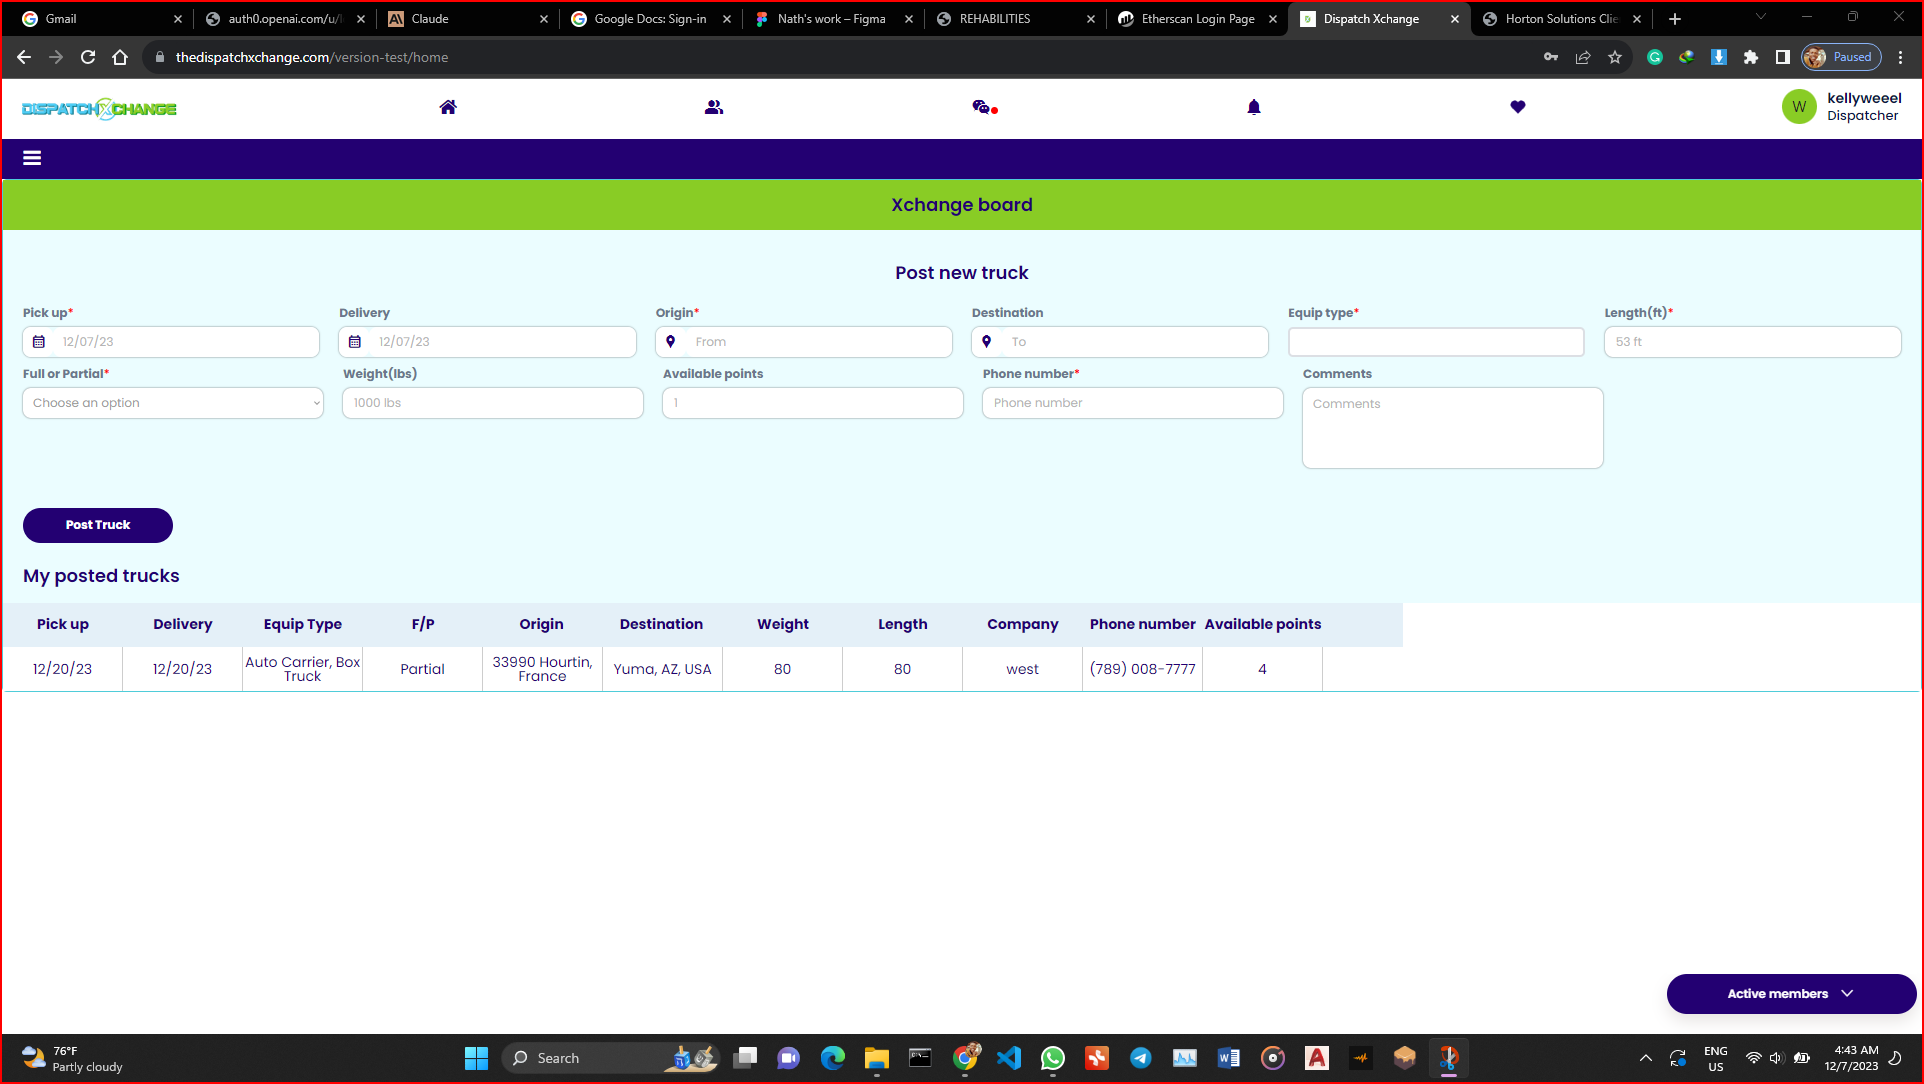 Gmail
auth0.openai.com/u/l
Claude
Google Docs: Sign-in
Nath's work – Figma
REHABILITIES
Etherscan Login Page
Dispatch Xchange
Horton Solutions Clie
thedispatchxchange.com/version-test/home
Paused
DISPATCHXCHANGE
W
kellyweeel
Dispatcher
Xchange board
Post new truck
Pick up*
Delivery
Origin*
Destination
Equip type*
Length(ft)*
12/07/23
12/07/23
From
To
53 ft
Full or Partial*
Weight(lbs)
Available points
Phone number*
Comments
Choose an option
1000 lbs
1
Phone number
Comments
Post Truck
My posted trucks
Pick up Delivery Equip Type F/P Origin Destination Weight Length Company Phone number Available points
12/20/23
12/20/23
Auto Carrier, Box
Truck
Partial
33990 Hourtin,
France
Yuma, AZ, USA
80
80
west
(789) 008-7777
4
Active members
76°F
Partly cloudy
Search
ENG
US
4:43 AM
12/7/2023